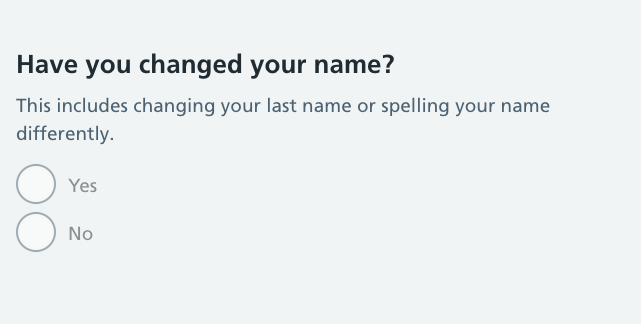 Have you changed your name?
This includes changing your last name or spelling your name
differently.
Yes
No